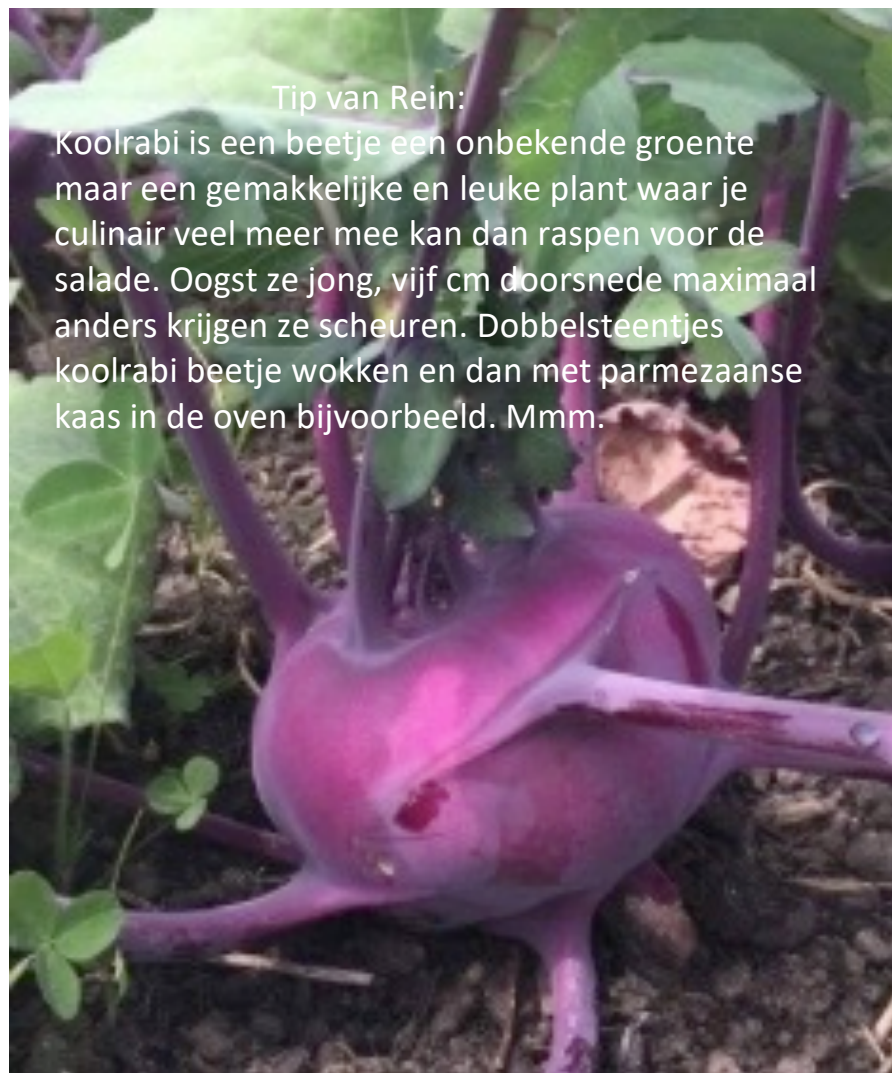 Tip van Rein:
Koolrabi is een beetje een onbekende groente
maar een gemakkelijke en leuke plant waar je
culinair veel meer mee kan dan raspen voor de
salade. Oogst ze jong, vijf cm doorsnede maximaal
anders krijgen ze scheuren. Dobbelsteentjes
koolrabi beetje wokken en dan met parmezaanse
kaas in de oven bijvoorbeeld. Mmm.